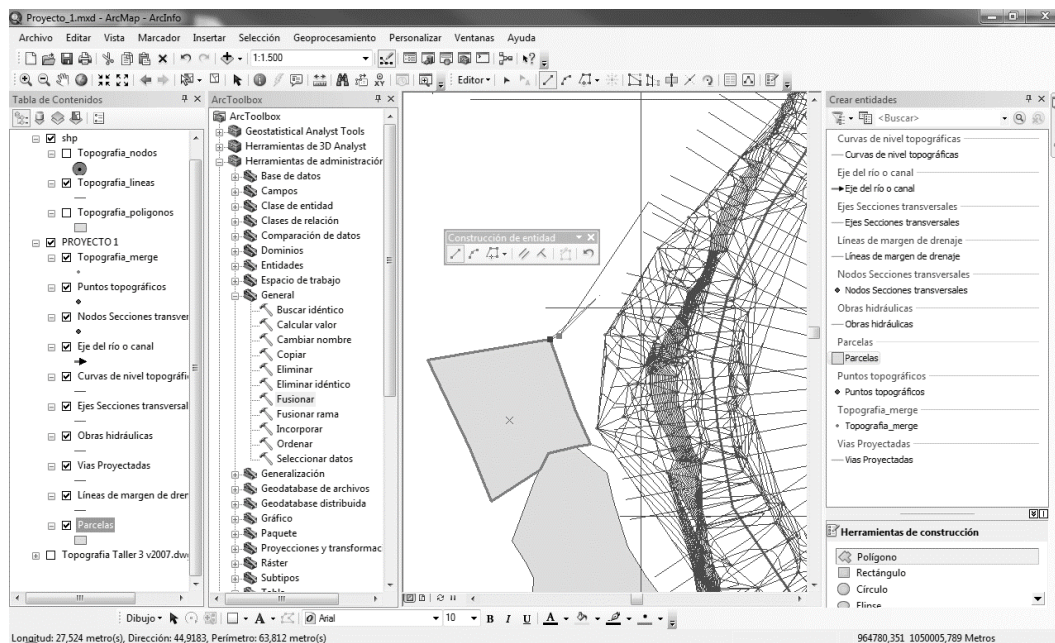 Proyecto_1.mxd - ArcMap - ArcInfo
Archivo Editar Vista Marcador Insertar Selección Geoprocesamiento Personalizar Ventanas Ayuda
1:1.500
Editor
Tabla de Contenidos
shp
Topografia_nodos
Topografia_lineas
Topografia_poligonos
PROYECTO 1
Topografia_merge
Puntos topográficos
Nodos Secciones transver
Eje del río o canal
Curvas de nivel topográfi
Ejes Secciones transversal
Obras hidráulicas
Vias Proyectadas
Líneas de margen de dren
Parcelas
Topografia Taller 3 v2007.dw
ArcToolbox
ArcToolbox
Geostatistical Analyst Tools
Herramientas de 3D Analyst
Herramientas de administración
Base de datos
Campos
Clase de entidad
Clases de relación
Comparación de datos
Dominios
Entidades
Espacio de trabajo
General
Buscar idéntico
Calcular valor
Cambiar nombre
Copiar
Eliminar
Eliminar idéntico
Fusionar
Fusionar rama
Incorporar
Ordenar
Seleccionar datos
Generalización
Geodatabase de archivos
Geodatabase distribuida
Gráfico
Paquete
Proyecciones y transformac
Ráster
Subtipos
Tabla
Construcción de entidad
Crear entidades
<Buscar>
Curvas de nivel topográficas
Curvas de nivel topográficas
Eje del río o canal
Eje del río o canal
Ejes Secciones transversales
Ejes Secciones transversales
Líneas de margen de drenaje
Líneas de margen de drenaje
Nodos Secciones transversales
Nodos Secciones transversales
Obras hidráulicas
Obras hidráulicas
Parcelas
Parcelas
Puntos topográficos
Puntos topográficos
Topografia_merge
Topografia_merge
Vias Proyectadas
Vias Proyectadas
Herramientas de construcción
Polígono
Rectángulo
Círculo
Elipse
Dibujo A Arial 10 B I U A
Longitud: 27,524 metro(s), Dirección: 44,9183, Perímetro: 63,812 metro(s)
964780,351 1050005,789 Metros